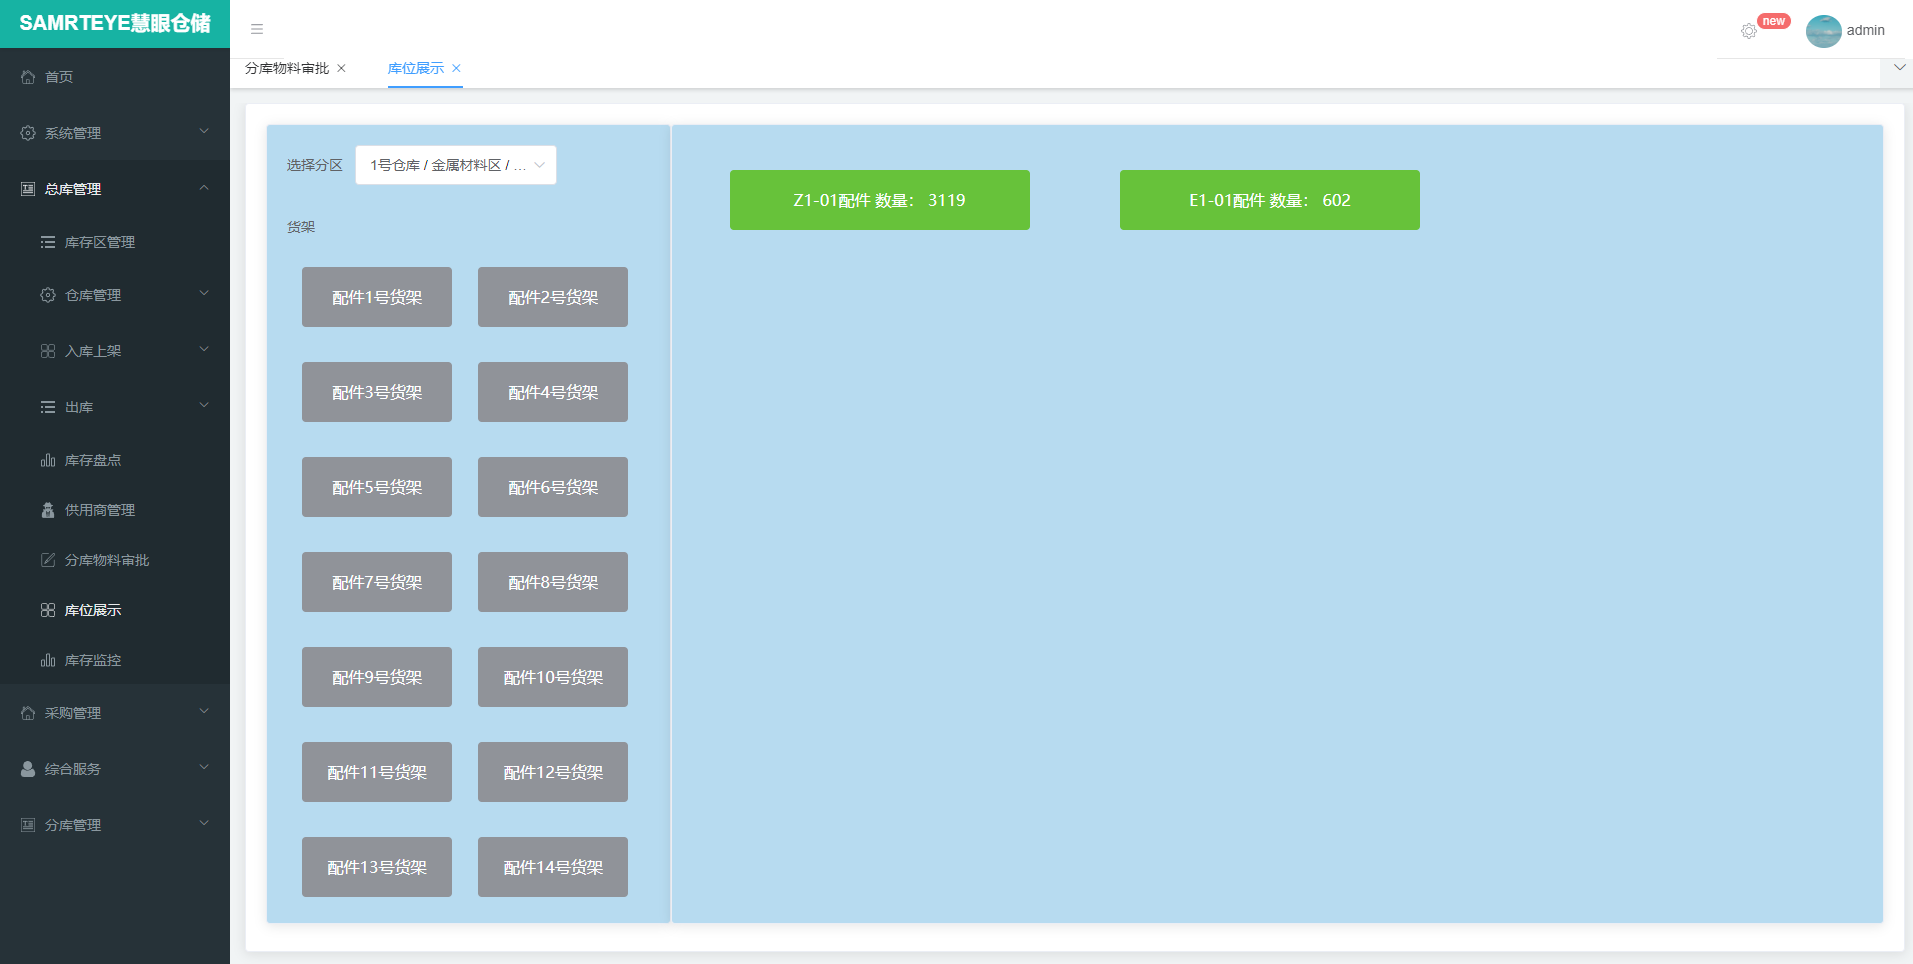 SAMRTEYE慧眼仓储
首页
系统管理
总库管理
库存区管理
仓库管理
入库上架
出库
库存盘点
供用商管理
分库物料审批
库位展示
库存监控
采购管理
综合服务
分库管理
new
admin
分库物料审批
库位展示
选择分区
1号仓库 / 金属材料区 / ...
货架
配件1号货架
配件2号货架
配件3号货架
配件4号货架
配件5号货架
配件6号货架
配件7号货架
配件8号货架
配件9号货架
配件10号货架
配件11号货架
配件12号货架
配件13号货架
配件14号货架
Z1-01配件 数量： 3119
E1-01配件 数量： 602